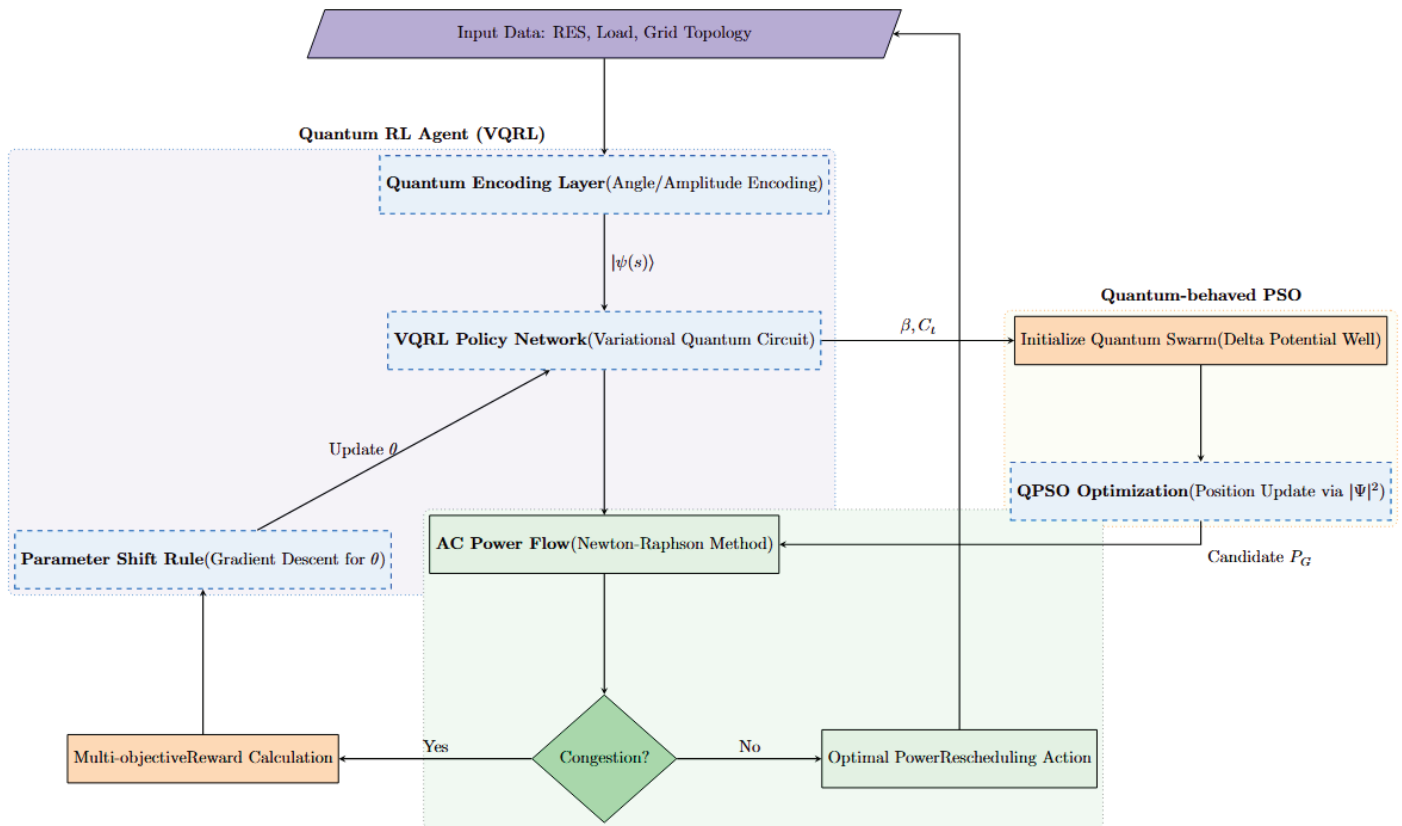 Input Data: RES, Load, Grid Topology
Quantum RL Agent (VQRL)
Quantum Encoding Layer(Angle/Amplitude Encoding)
|ψ(s)⟩
Quantum-behaved PSO
VQRL Policy Network(Variational Quantum Circuit)
β, Cₜ
Initialize Quantum Swarm(Delta Potential Well)
Update θ
QPSO Optimization(Position Update via |Ψ|²)
AC Power Flow(Newton-Raphson Method)
Parameter Shift Rule(Gradient Descent for θ)
Candidate P_G
Yes
No
Multi-objectiveReward Calculation
Congestion?
Optimal PowerRescheduling Action